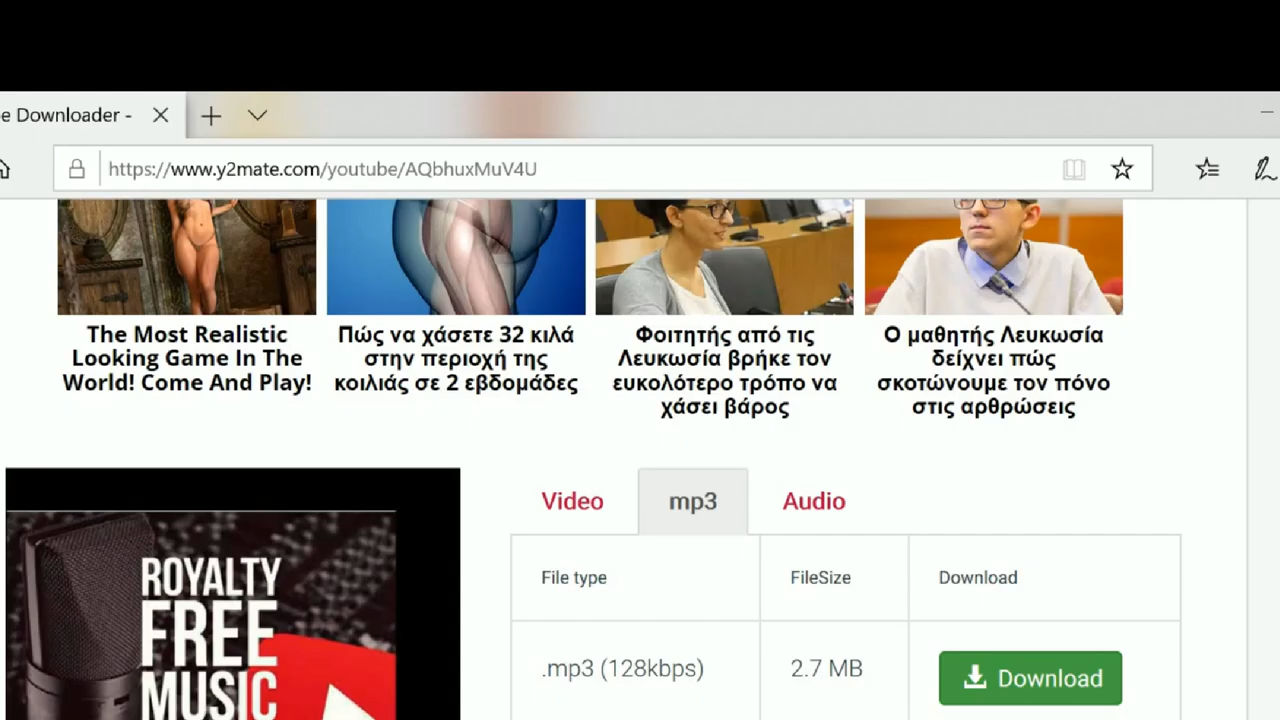 e Downloader -
https://www.y2mate.com/youtube/AQbhuxMuV4U
The Most Realistic
Looking Game In The
World! Come And Play!
Πώς να χάσετε 32 κιλά
στην περιοχή της
κοιλιάς σε 2 εβδομάδες
Φοιτητής από τις
Λευκωσία βρήκε τον
ευκολότερο τρόπο να
χάσει βάρος
Ο μαθητής Λευκωσία
δείχνει πώς
σκοτώνουμε τον πόνο
στις αρθρώσεις
ROYALTY
FREE
MUSIC
Video mp3 Audio
File type FileSize Download
.mp3 (128kbps) 2.7 MB Download